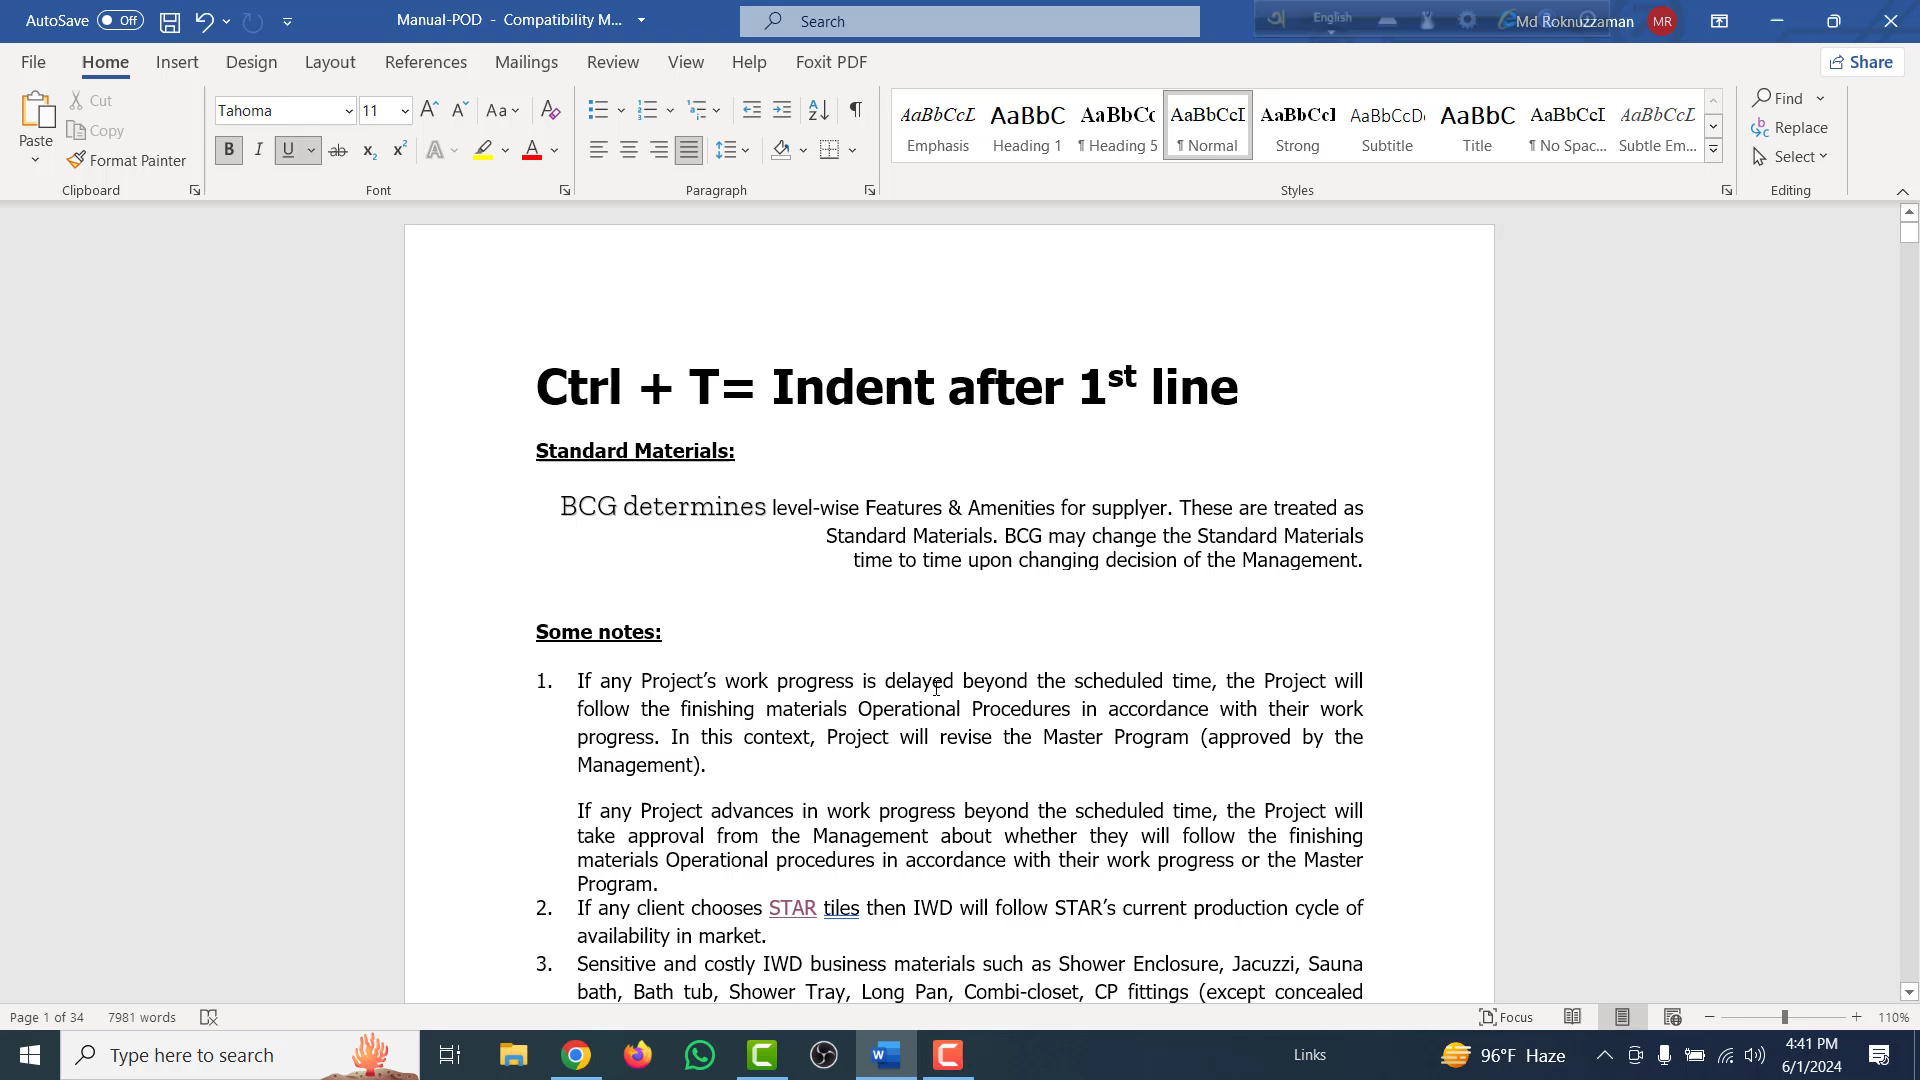 AutoSave Off Manual-POD - Compatibility M... Search English Md Roknuzzaman MR
File Home Insert Design Layout References Mailings Review View Help Foxit PDF Share
Paste Cut Copy Format Painter Clipboard
Tahoma 11 Aa
B I U ab x₂ x² A A
Font
Paragraph
AaBbCcL AaBbC AaBbCc AaBbCcI AaBbCcI AaBbCcD AaBbC AaBbCcI AaBbCcL
Emphasis Heading 1 ¶ Heading 5 ¶ Normal Strong Subtitle Title ¶ No Spac... Subtle Em...
Styles
Find
Replace
Select
Editing
Ctrl + T= Indent after 1st line
Standard Materials:
BCG determines level-wise Features & Amenities for supplyer. These are treated as
Standard Materials. BCG may change the Standard Materials
time to time upon changing decision of the Management.
Some notes:
1. If any Project’s work progress is delayed beyond the scheduled time, the Project will
follow the finishing materials Operational Procedures in accordance with their work
progress. In this context, Project will revise the Master Program (approved by the
Management).
If any Project advances in work progress beyond the scheduled time, the Project will
take approval from the Management about whether they will follow the finishing
materials Operational procedures in accordance with their work progress or the Master
Program.
2. If any client chooses STAR tiles then IWD will follow STAR’s current production cycle of
availability in market.
3. Sensitive and costly IWD business materials such as Shower Enclosure, Jacuzzi, Sauna
bath, Bath tub, Shower Tray, Long Pan, Combi-closet, CP fittings (except concealed
Page 1 of 34 7981 words Focus 110%
Type here to search Links 96°F Haze 4:41 PM
6/1/2024